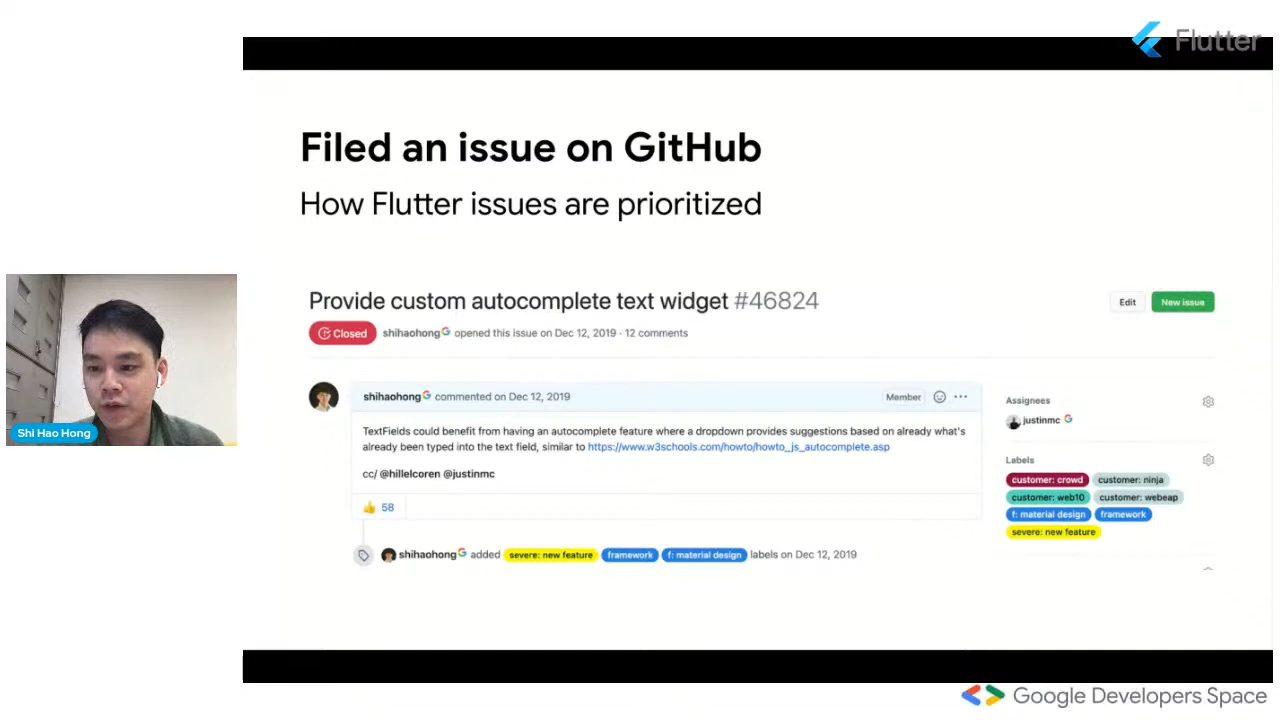 Flutter
Filed an issue on GitHub
How Flutter issues are prioritized
Provide custom autocomplete text widget #46824
Edit
New issue
Closed
shihaohong opened this issue on Dec 12, 2019 · 12 comments
shihaohong commented on Dec 12, 2019
Member
TextFields could benefit from having an autocomplete feature where a dropdown provides suggestions based on already what's
already been typed into the text field, similar to https://www.w3schools.com/howto/howto_js_autocomplete.asp
cc/ @hillelcoren @justinmc
58
shihaohong added severe: new feature framework f: material design labels on Dec 12, 2019
Assignees
justinmc
Labels
customer: crowd customer: ninja
customer: web10 customer: webeap
f: material design framework
severe: new feature
Shi Hao Hong
Google Developers Space